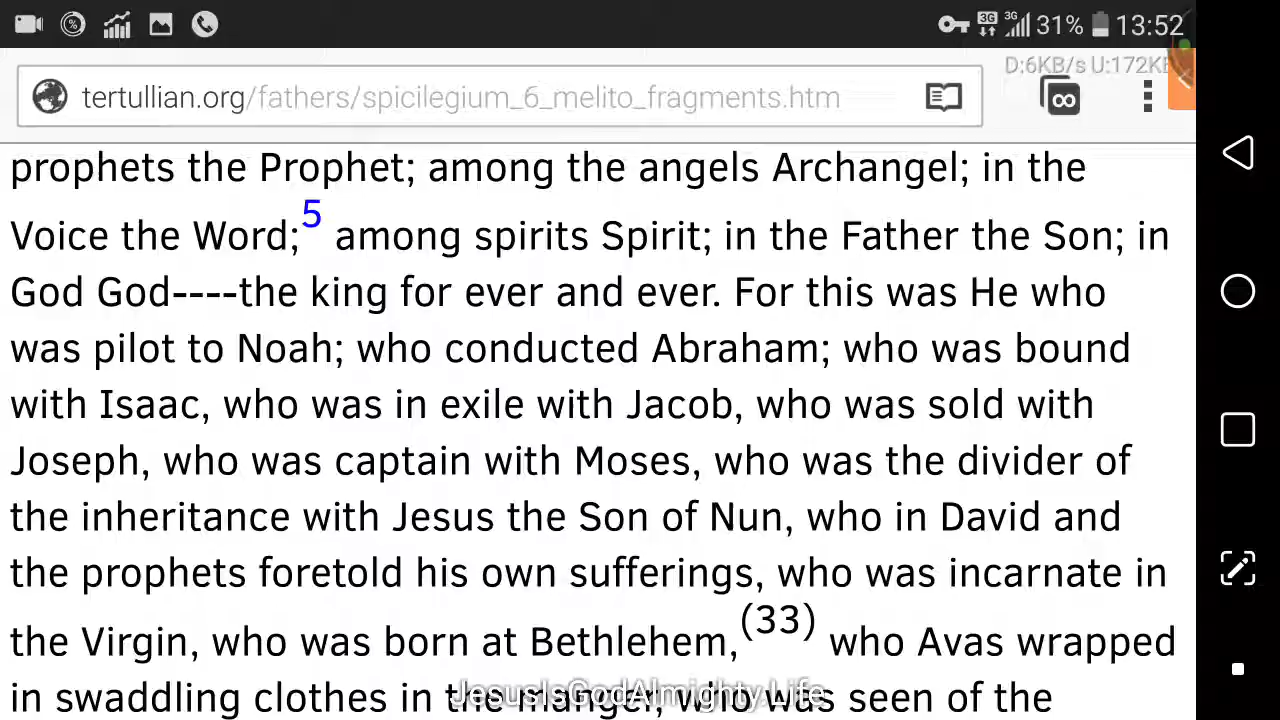 3G 3G 31% 13:52
D:6KB/s U:172KB
tertullian.org/fathers/spicilegium_6_melito_fragments.htm
prophets the Prophet; among the angels Archangel; in the
Voice the Word;5 among spirits Spirit; in the Father the Son; in
God God----the king for ever and ever. For this was He who
was pilot to Noah; who conducted Abraham; who was bound
with Isaac, who was in exile with Jacob, who was sold with
Joseph, who was captain with Moses, who was the divider of
the inheritance with Jesus the Son of Nun, who in David and
the prophets foretold his own sufferings, who was incarnate in
the Virgin, who was born at Bethlehem,(33) who Avas wrapped
in swaddling clothes in the manger, who was seen of the
JesusIsGodAlmighty.Life